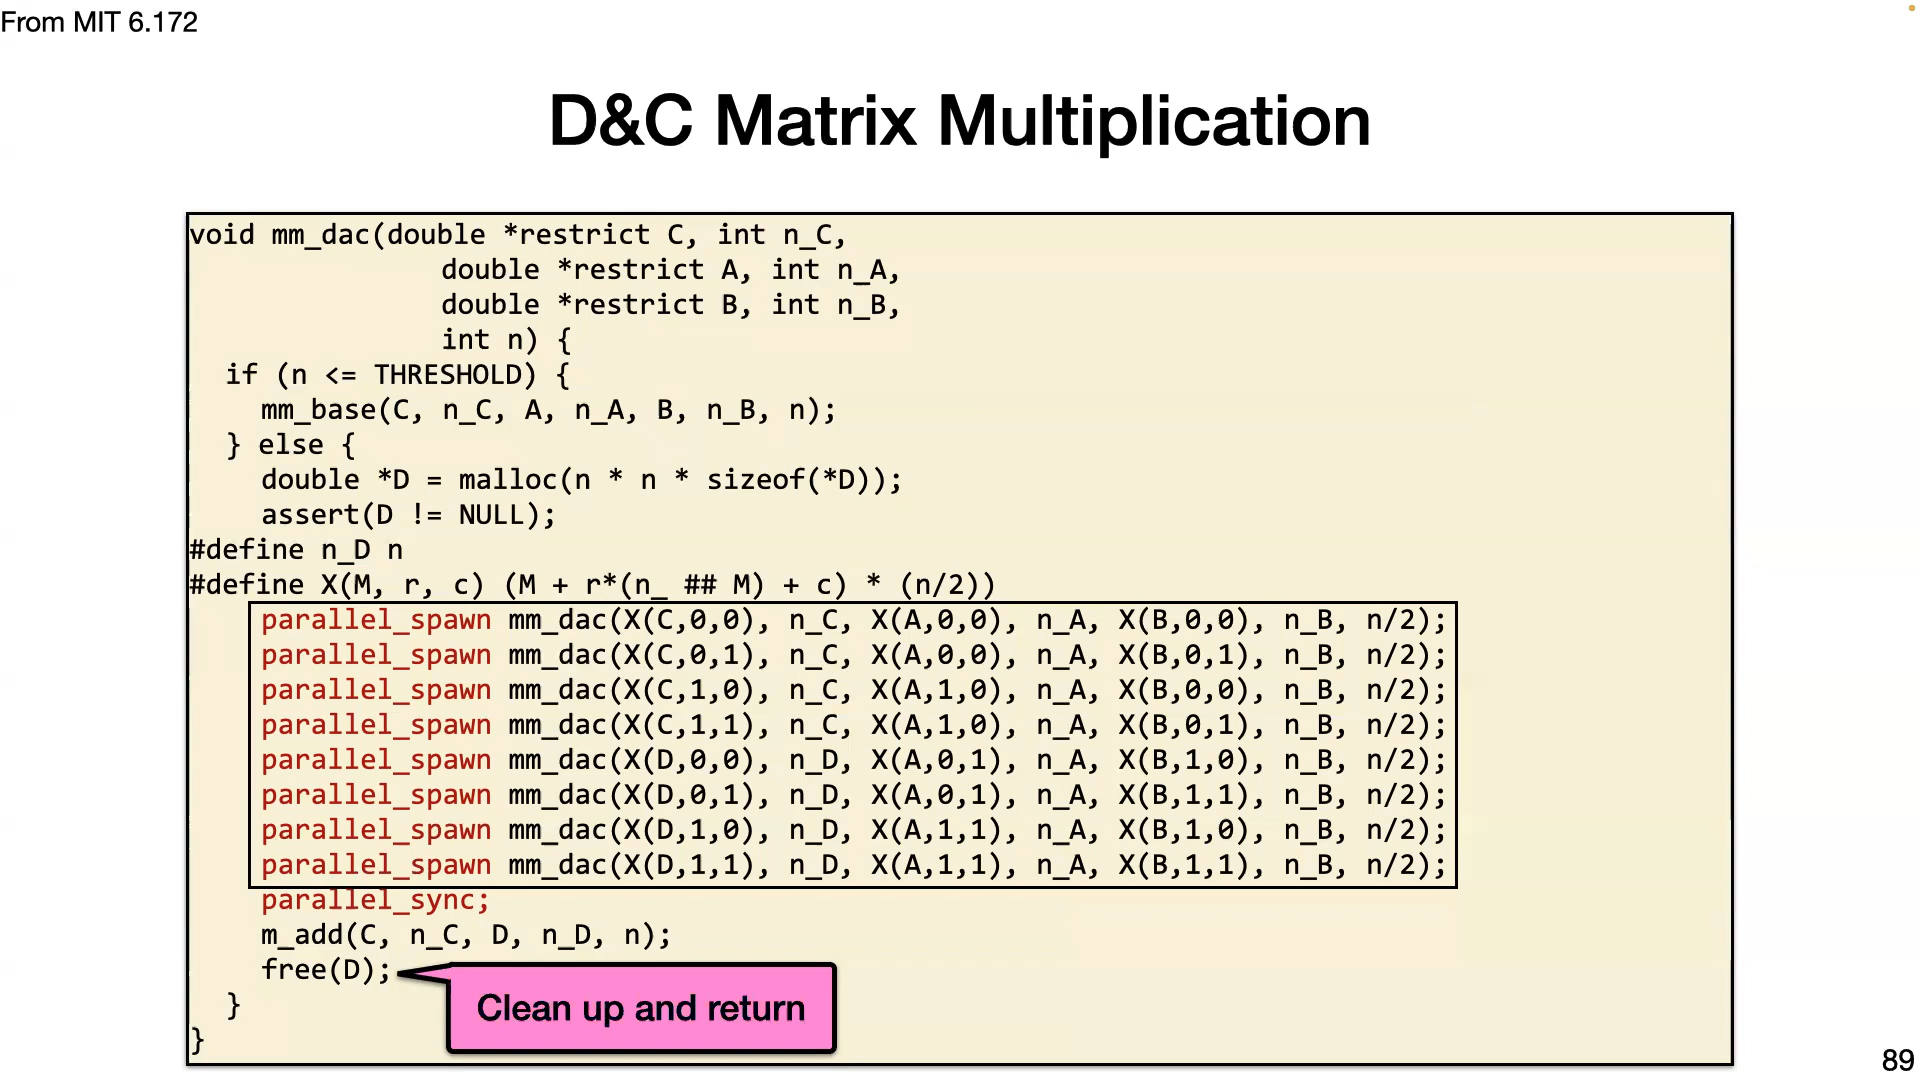 From MIT 6.172
D&C Matrix Multiplication
void mm_dac(double *restrict C, int n_C,
double *restrict A, int n_A,
double *restrict B, int n_B,
int n) {
if (n <= THRESHOLD) {
mm_base(C, n_C, A, n_A, B, n_B, n);
} else {
double *D = malloc(n * n * sizeof(*D));
assert(D != NULL);
#define n_D n
#define X(M, r, c) (M + r*(n_ ## M) + c) * (n/2))
parallel_spawn mm_dac(X(C,0,0), n_C, X(A,0,0), n_A, X(B,0,0), n_B, n/2);
parallel_spawn mm_dac(X(C,0,1), n_C, X(A,0,0), n_A, X(B,0,1), n_B, n/2);
parallel_spawn mm_dac(X(C,1,0), n_C, X(A,1,0), n_A, X(B,0,0), n_B, n/2);
parallel_spawn mm_dac(X(C,1,1), n_C, X(A,1,0), n_A, X(B,0,1), n_B, n/2);
parallel_spawn mm_dac(X(D,0,0), n_D, X(A,0,1), n_A, X(B,1,0), n_B, n/2);
parallel_spawn mm_dac(X(D,0,1), n_D, X(A,0,1), n_A, X(B,1,1), n_B, n/2);
parallel_spawn mm_dac(X(D,1,0), n_D, X(A,1,1), n_A, X(B,1,0), n_B, n/2);
parallel_spawn mm_dac(X(D,1,1), n_D, X(A,1,1), n_A, X(B,1,1), n_B, n/2);
parallel_sync;
m_add(C, n_C, D, n_D, n);
free(D);
Clean up and return
}
}
89